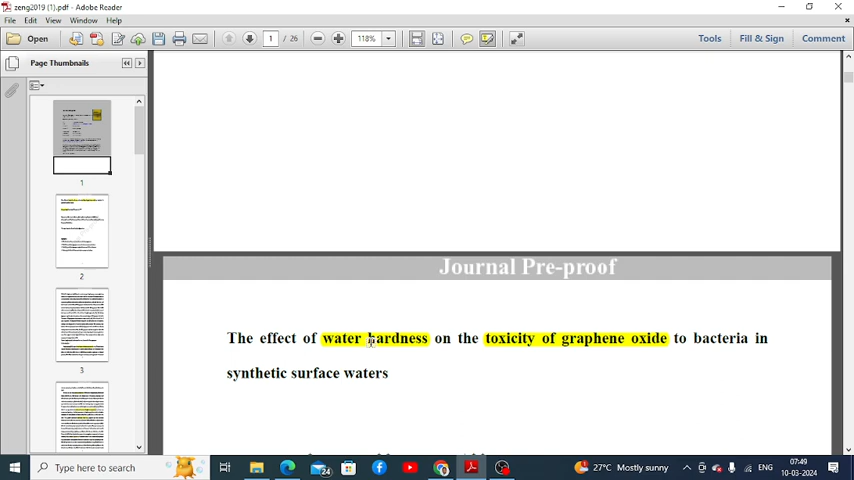 zeng2019 (1).pdf - Adobe Reader
File Edit View Window Help
Open 1 / 26 118% Tools Fill & Sign Comment
Page Thumbnails
1
2
3
Journal Pre-proof
The effect of water hardness on the toxicity of graphene oxide to bacteria in
synthetic surface waters
Type here to search
24
27°C Mostly sunny
ENG
07:49
10-03-2024